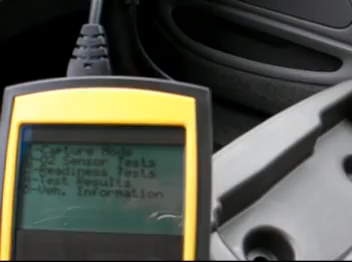 -Capture Mode
-O2 Sensor Tests
-Readiness Tests
-Test Results
-Veh. Information